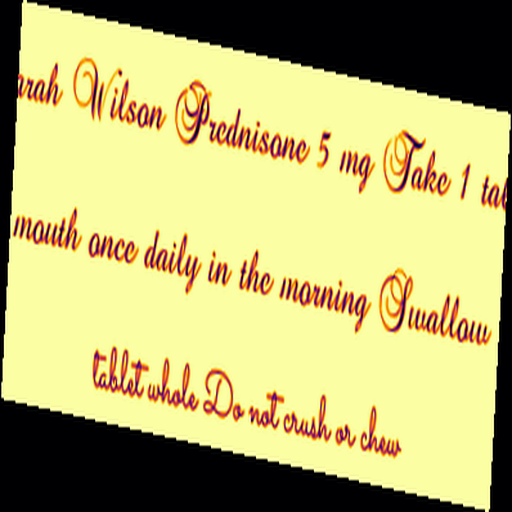 arah Wilson Prednisone 5 mg Take 1 tab
mouth once daily in the morning Swallow
tablet whole Do not crush or chew